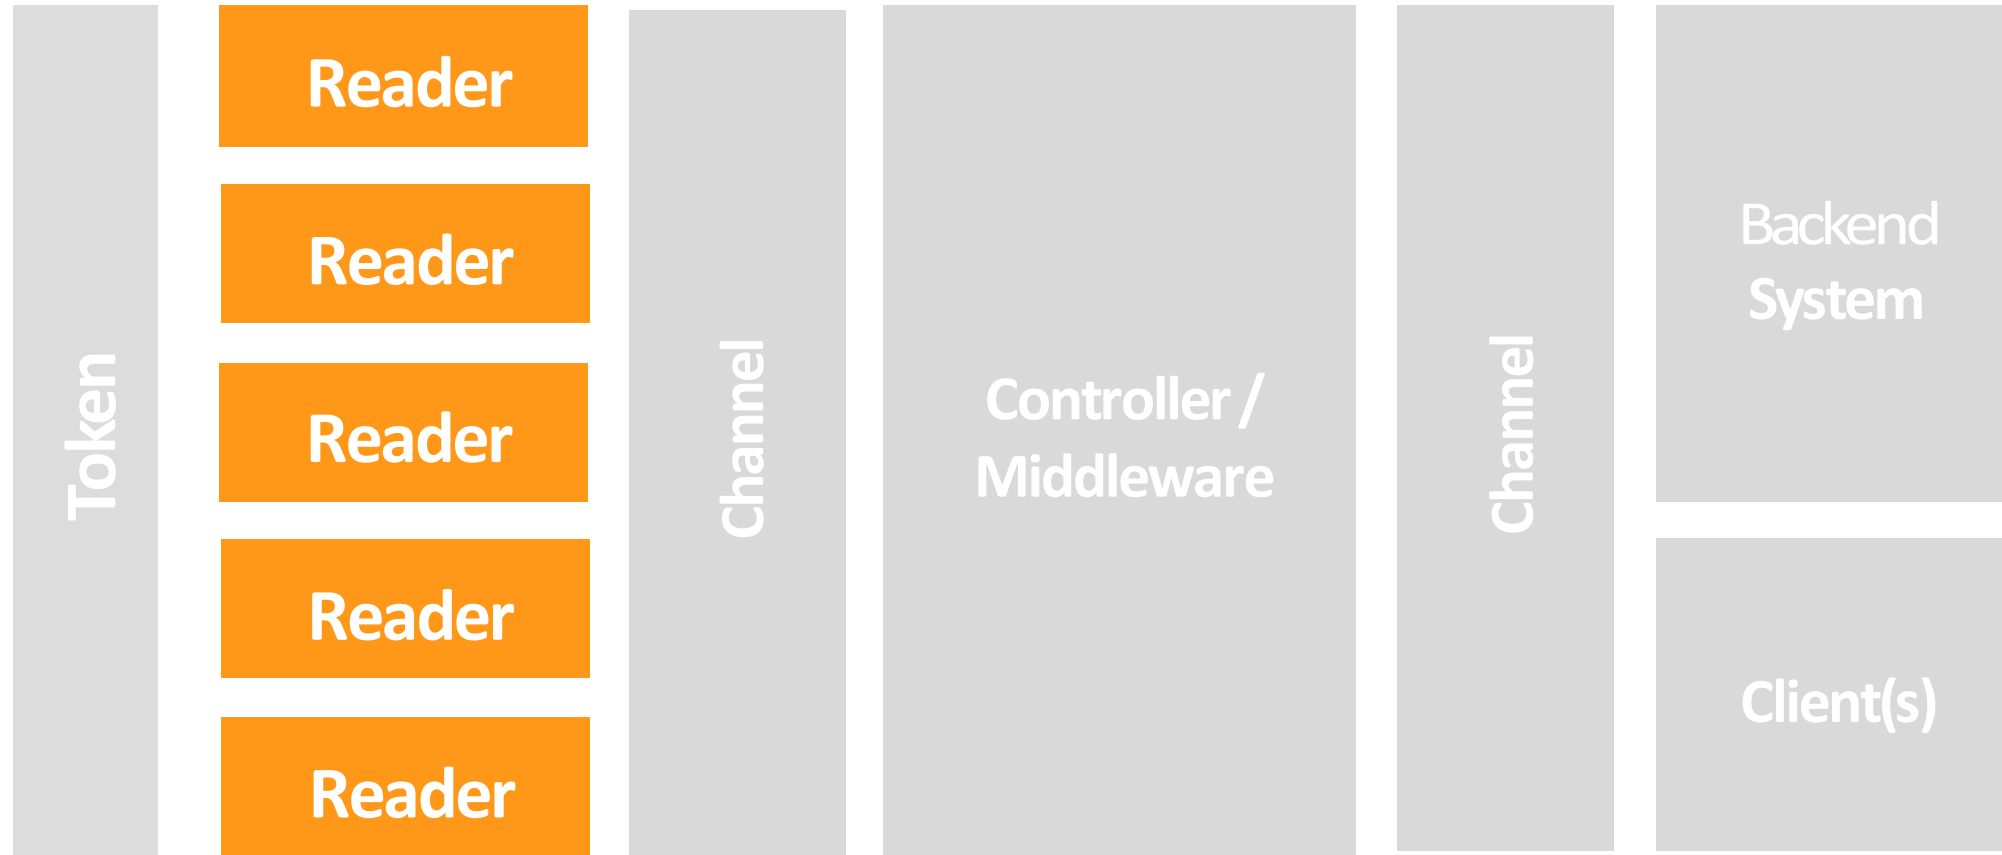 Token
Reader
Reader
Reader
Reader
Reader
Channel
Controller /
Middleware
Channel
Backend
System
Client(s)